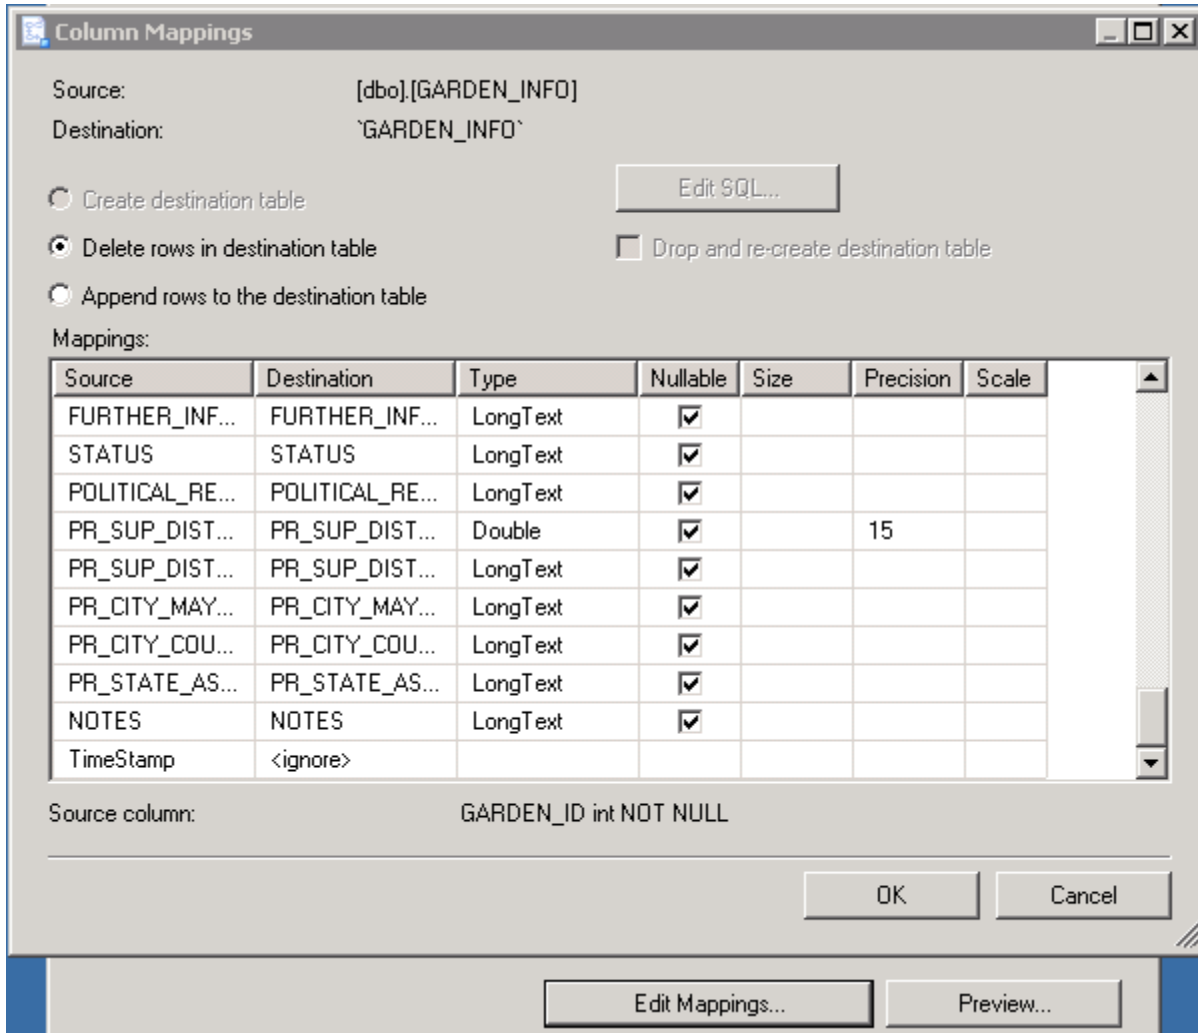 Column Mappings
Source: [dbo].[GARDEN_INFO]
Destination: `GARDEN_INFO`
Create destination table Edit SQL...
Delete rows in destination table Drop and re-create destination table
Append rows to the destination table
Mappings:
Source Destination Type Nullable Size Precision Scale
FURTHER_INF... FURTHER_INF... LongText
STATUS STATUS LongText
POLITICAL_RE... POLITICAL_RE... LongText
PR_SUP_DIST... PR_SUP_DIST... Double 15
PR_SUP_DIST... PR_SUP_DIST... LongText
PR_CITY_MAY... PR_CITY_MAY... LongText
PR_CITY_COU... PR_CITY_COU... LongText
PR_STATE_AS... PR_STATE_AS... LongText
NOTES NOTES LongText
TimeStamp <ignore>
Source column: GARDEN_ID int NOT NULL
OK Cancel
Edit Mappings... Preview...